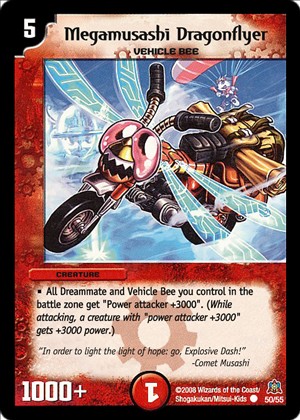 5
Megamusashi Dragonflyer
VEHICLE BEE
CREATURE
▪ All Dreammate and Vehicle Bee you control in the
battle zone get "Power attacker +3000". (While
attacking, a creature with "power attacker +3000"
gets +3000 power.)
"In order to light the light of hope: go, Explosive Dash!"
-Comet Musashi
1000+
1
©2008 Wizards of the Coast/
Shogakukan/Mitsui-Kids ● 50/55